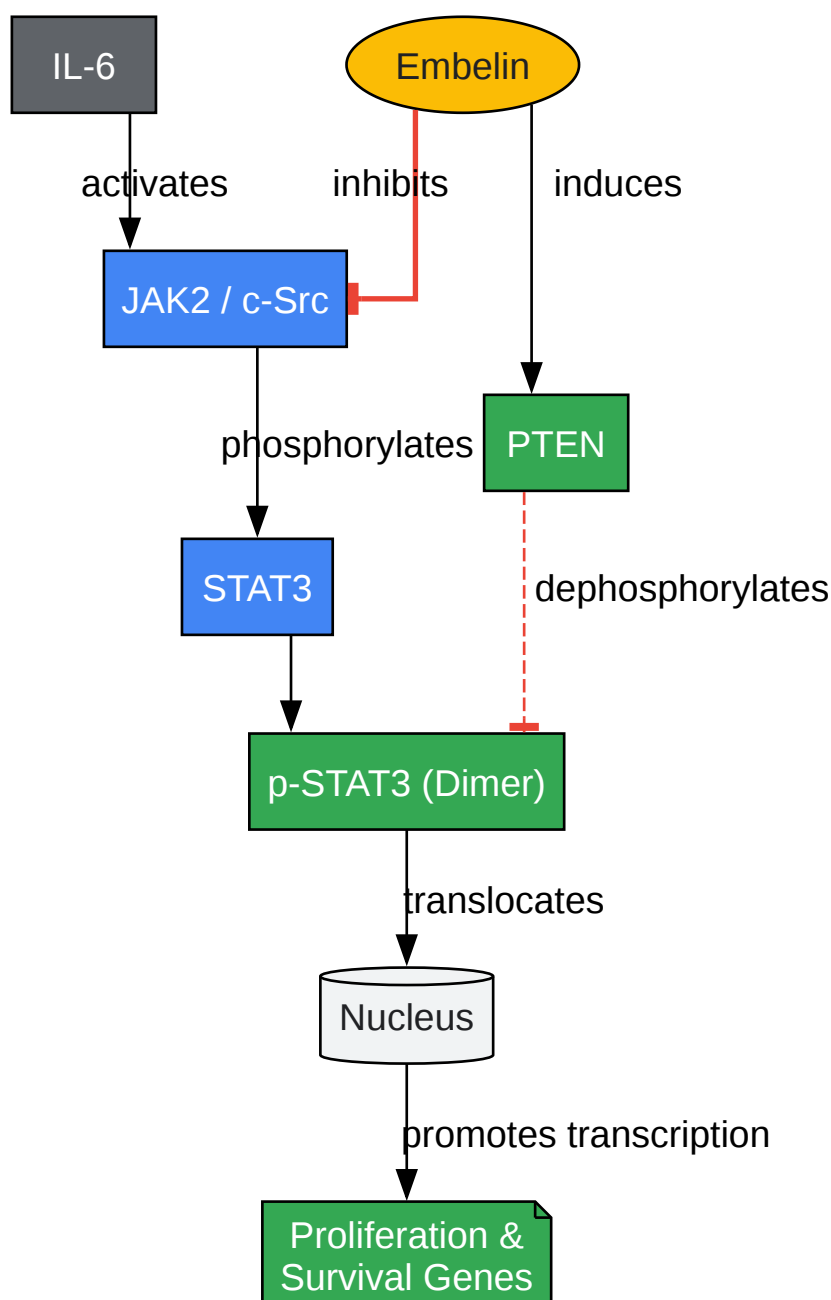 IL-6
Embelin
activates
inhibits
induces
JAK2 / c-Src
phosphorylates
PTEN
STAT3
dephosphorylates
p-STAT3 (Dimer)
translocates
Nucleus
promotes transcription
Proliferation &
Survival Genes